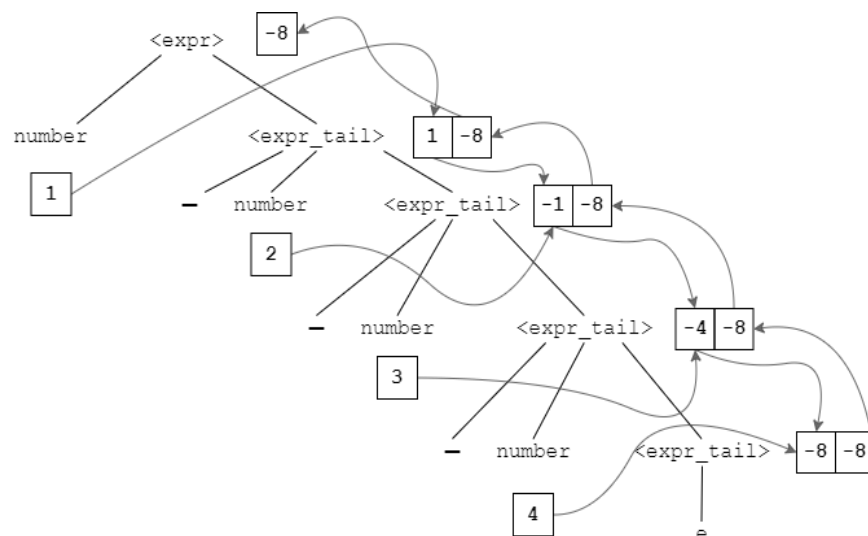 <expr> -8
number <expr_tail> 1 -8
1 – number <expr_tail> -1 -8
2
– number <expr_tail> -4 -8
3
– number <expr_tail> -8 -8
4